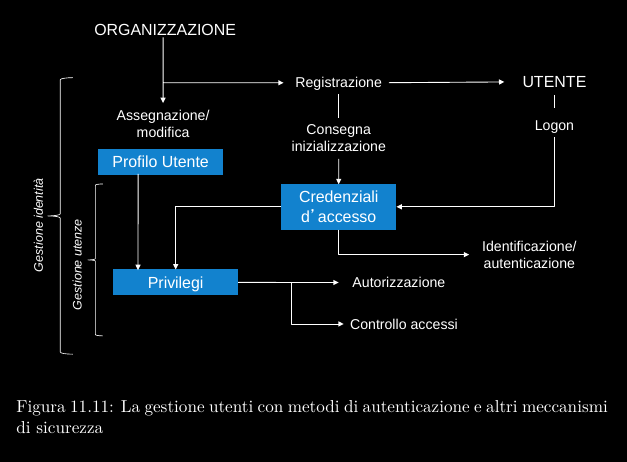 ORGANIZZAZIONE
Registrazione
UTENTE
Assegnazione/
modifica
Consegna
inizializzazione
Logon
Profilo Utente
Credenziali
d’accesso
Gestione identità
Gestione utenze
Identificazione/
autenticazione
Privilegi
Autorizzazione
Controllo accessi
Figura 11.11: La gestione utenti con metodi di autenticazione e altri meccanismi
di sicurezza